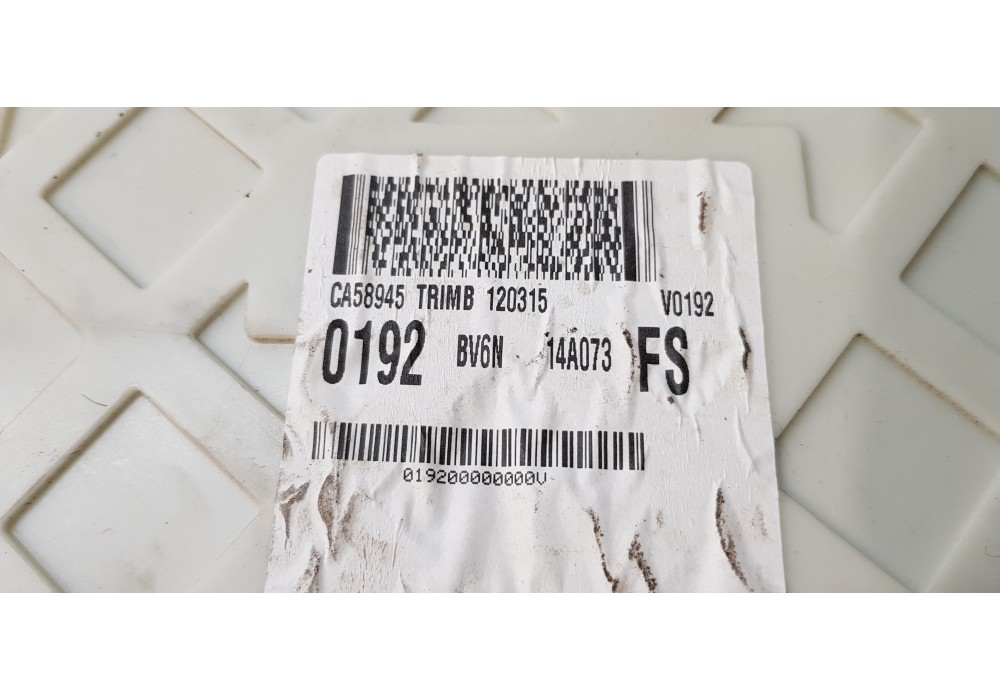 CA58945 TRIMB 120315 V0192
0192 BV6N 14A073 FS
019200000000V